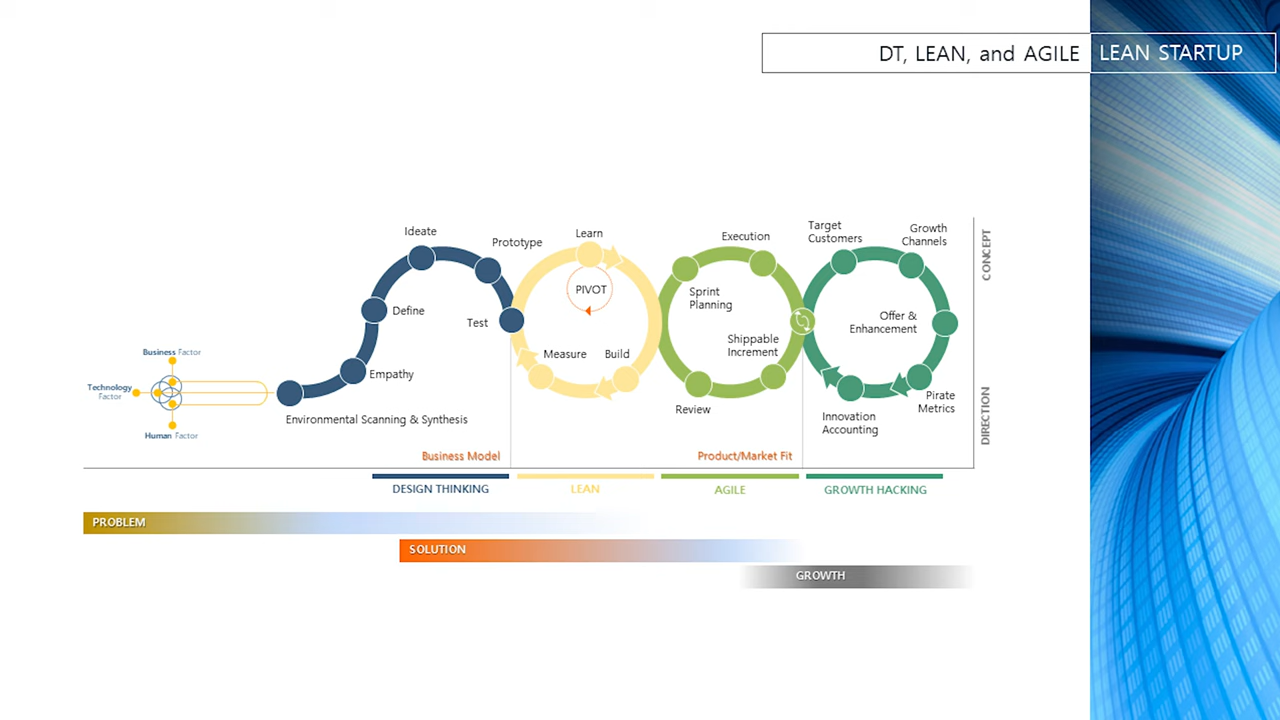 DT, LEAN, and AGILE LEAN STARTUP
Ideate
Prototype
Learn
Execution
Target
Customers
Growth
Channels
CONCEPT
PIVOT
Sprint
Planning
Define
Test
Offer &
Enhancement
Shippable
Increment
Measure
Build
Business Factor
Empathy
Technology
Factor
Human Factor
Environmental Scanning & Synthesis
Review
Innovation
Accounting
Pirate
Metrics
DIRECTION
Business Model
Product/Market Fit
DESIGN THINKING
LEAN
AGILE
GROWTH HACKING
PROBLEM
SOLUTION
GROWTH